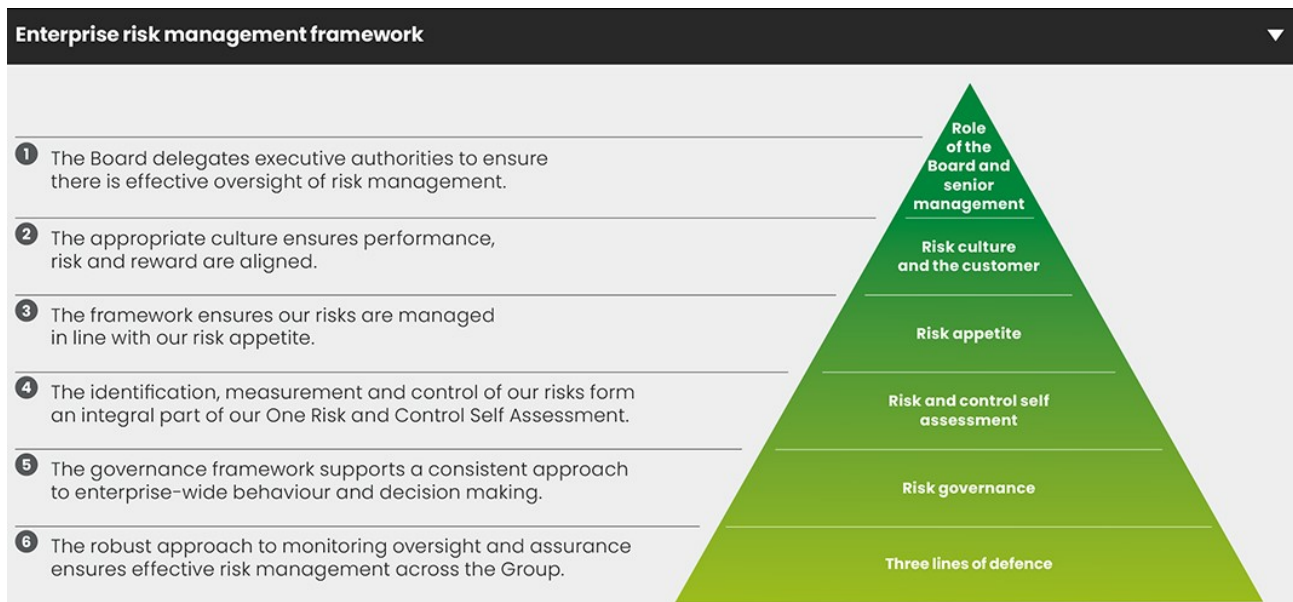 Enterprise risk management framework
Role
of the
Board and
senior
management
1 The Board delegates executive authorities to ensure
there is effective oversight of risk management.
2 The appropriate culture ensures performance,
risk and reward are aligned.
Risk culture
and the customer
3 The framework ensures our risks are managed
in line with our risk appetite.
Risk appetite
4 The identification, measurement and control of our risks form
an integral part of our One Risk and Control Self Assessment.
Risk and control self
assessment
5 The governance framework supports a consistent approach
to enterprise-wide behaviour and decision making.
Risk governance
6 The robust approach to monitoring oversight and assurance
ensures effective risk management across the Group.
Three lines of defence